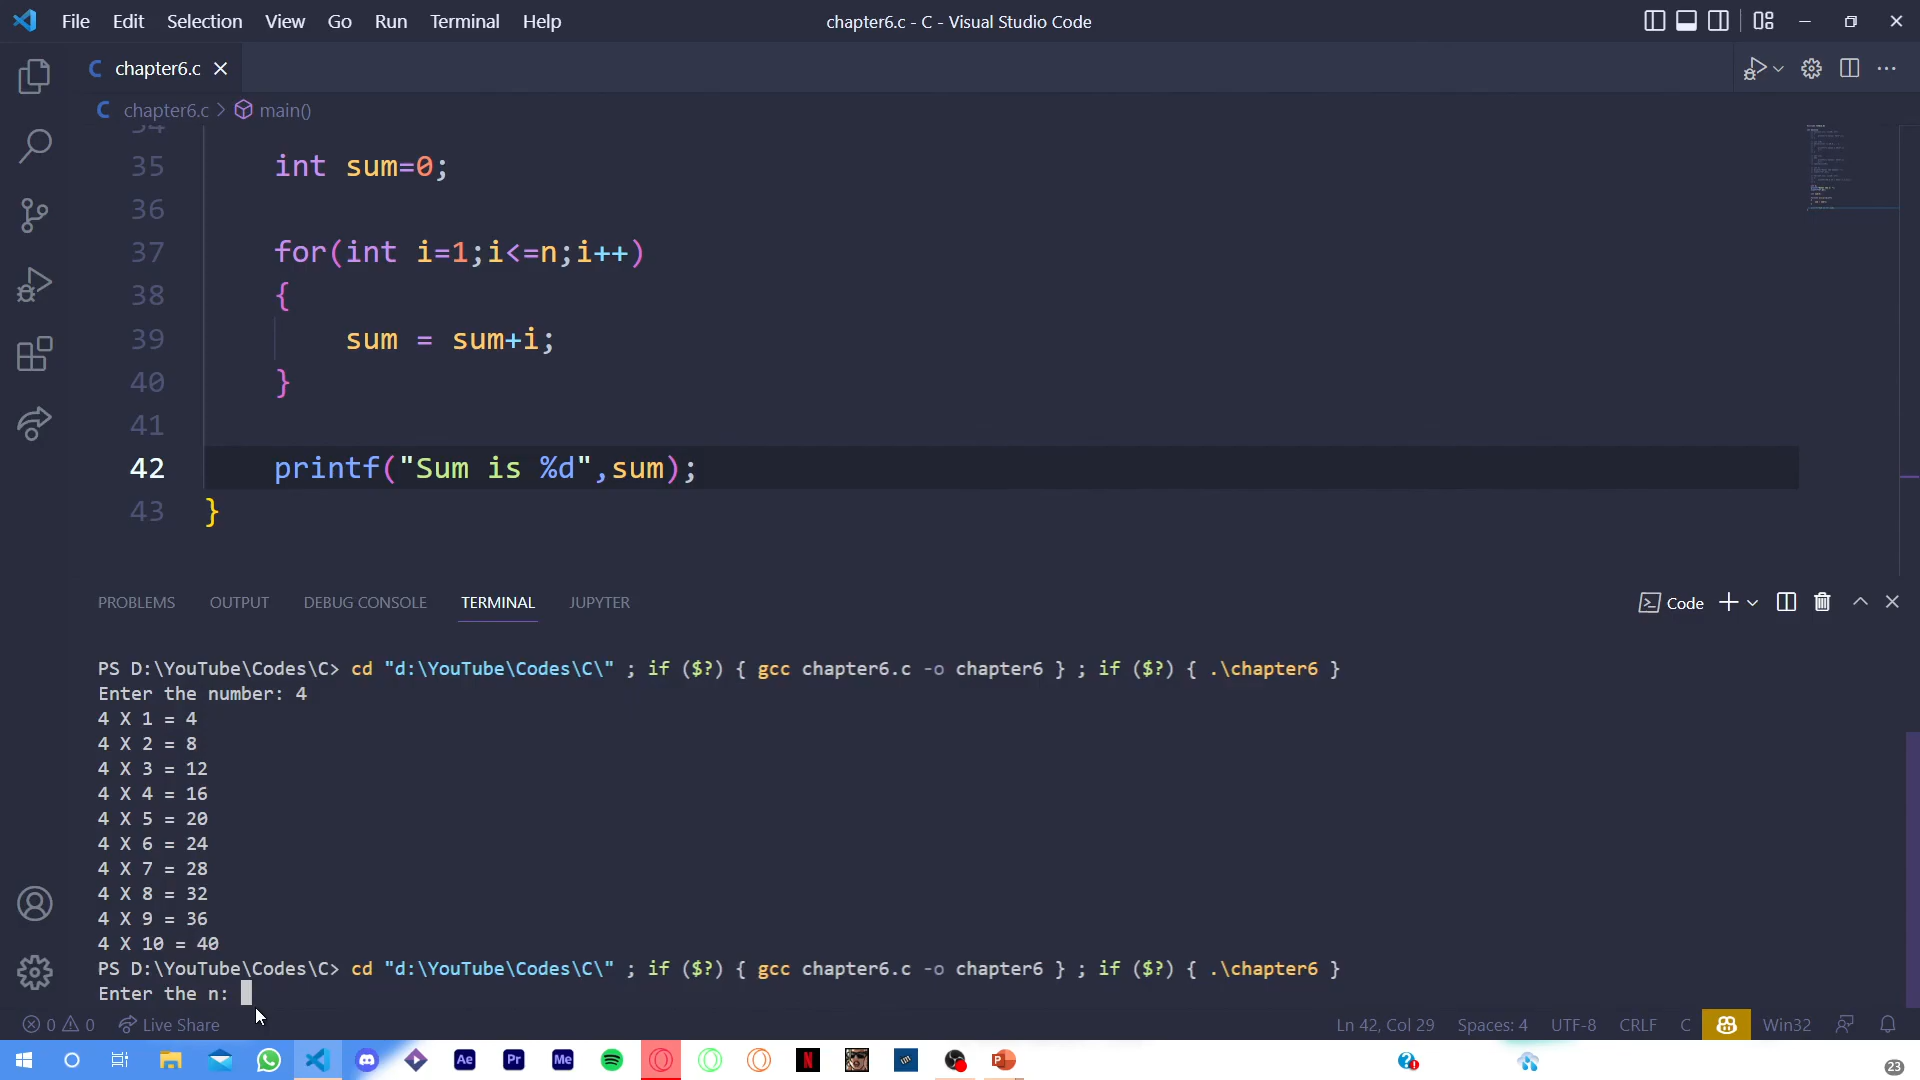 File Edit Selection View Go Run Terminal Help chapter6.c - C - Visual Studio Code
C chapter6.c
C chapter6.c > main()
34
35 int sum=0;
36
37 for(int i=1;i<=n;i++)
38 {
39 sum = sum+i;
40 }
41
42 printf("Sum is %d",sum);
43 }
PROBLEMS OUTPUT DEBUG CONSOLE TERMINAL JUPYTER Code
PS D:\YouTube\Codes\C> cd "d:\YouTube\Codes\C\" ; if ($?) { gcc chapter6.c -o chapter6 } ; if ($?) { .\chapter6 }
Enter the number: 4
4 X 1 = 4
4 X 2 = 8
4 X 3 = 12
4 X 4 = 16
4 X 5 = 20
4 X 6 = 24
4 X 7 = 28
4 X 8 = 32
4 X 9 = 36
4 X 10 = 40
PS D:\YouTube\Codes\C> cd "d:\YouTube\Codes\C\" ; if ($?) { gcc chapter6.c -o chapter6 } ; if ($?) { .\chapter6 }
Enter the n:
0 0 Live Share Ln 42, Col 29 Spaces: 4 UTF-8 CRLF C Win32
Ae Pr Me N P 23